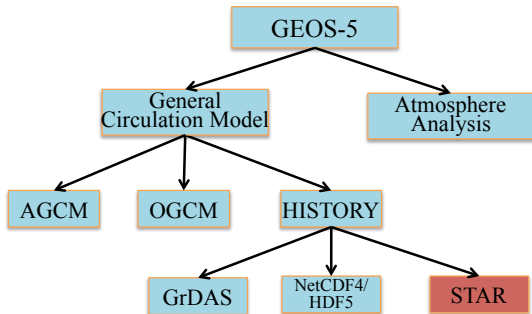 GEOS-5
General
Circulation Model
Atmosphere
Analysis
AGCM
OGCM
HISTORY
GrDAS
NetCDF4/
HDF5
STAR